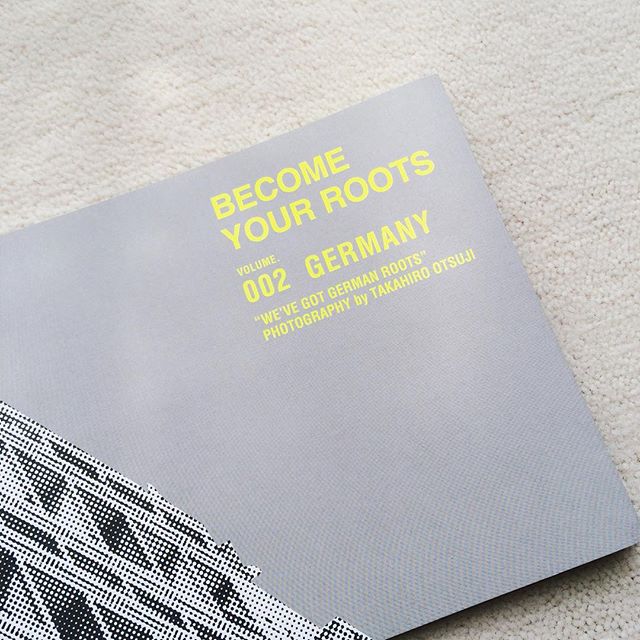 BECOME
YOUR ROOTS
VOLUME.
002 GERMANY
“WE’VE GOT GERMAN ROOTS”
PHOTOGRAPHY by TAKAHIRO OTSUJI